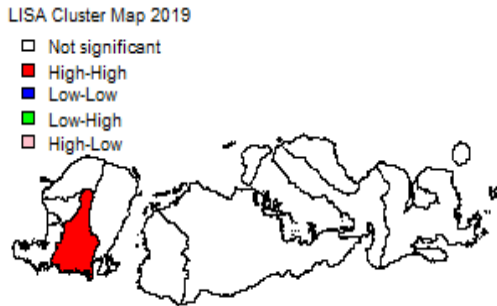 LISA Cluster Map 2019
Not significant
High-High
Low-Low
Low-High
High-Low